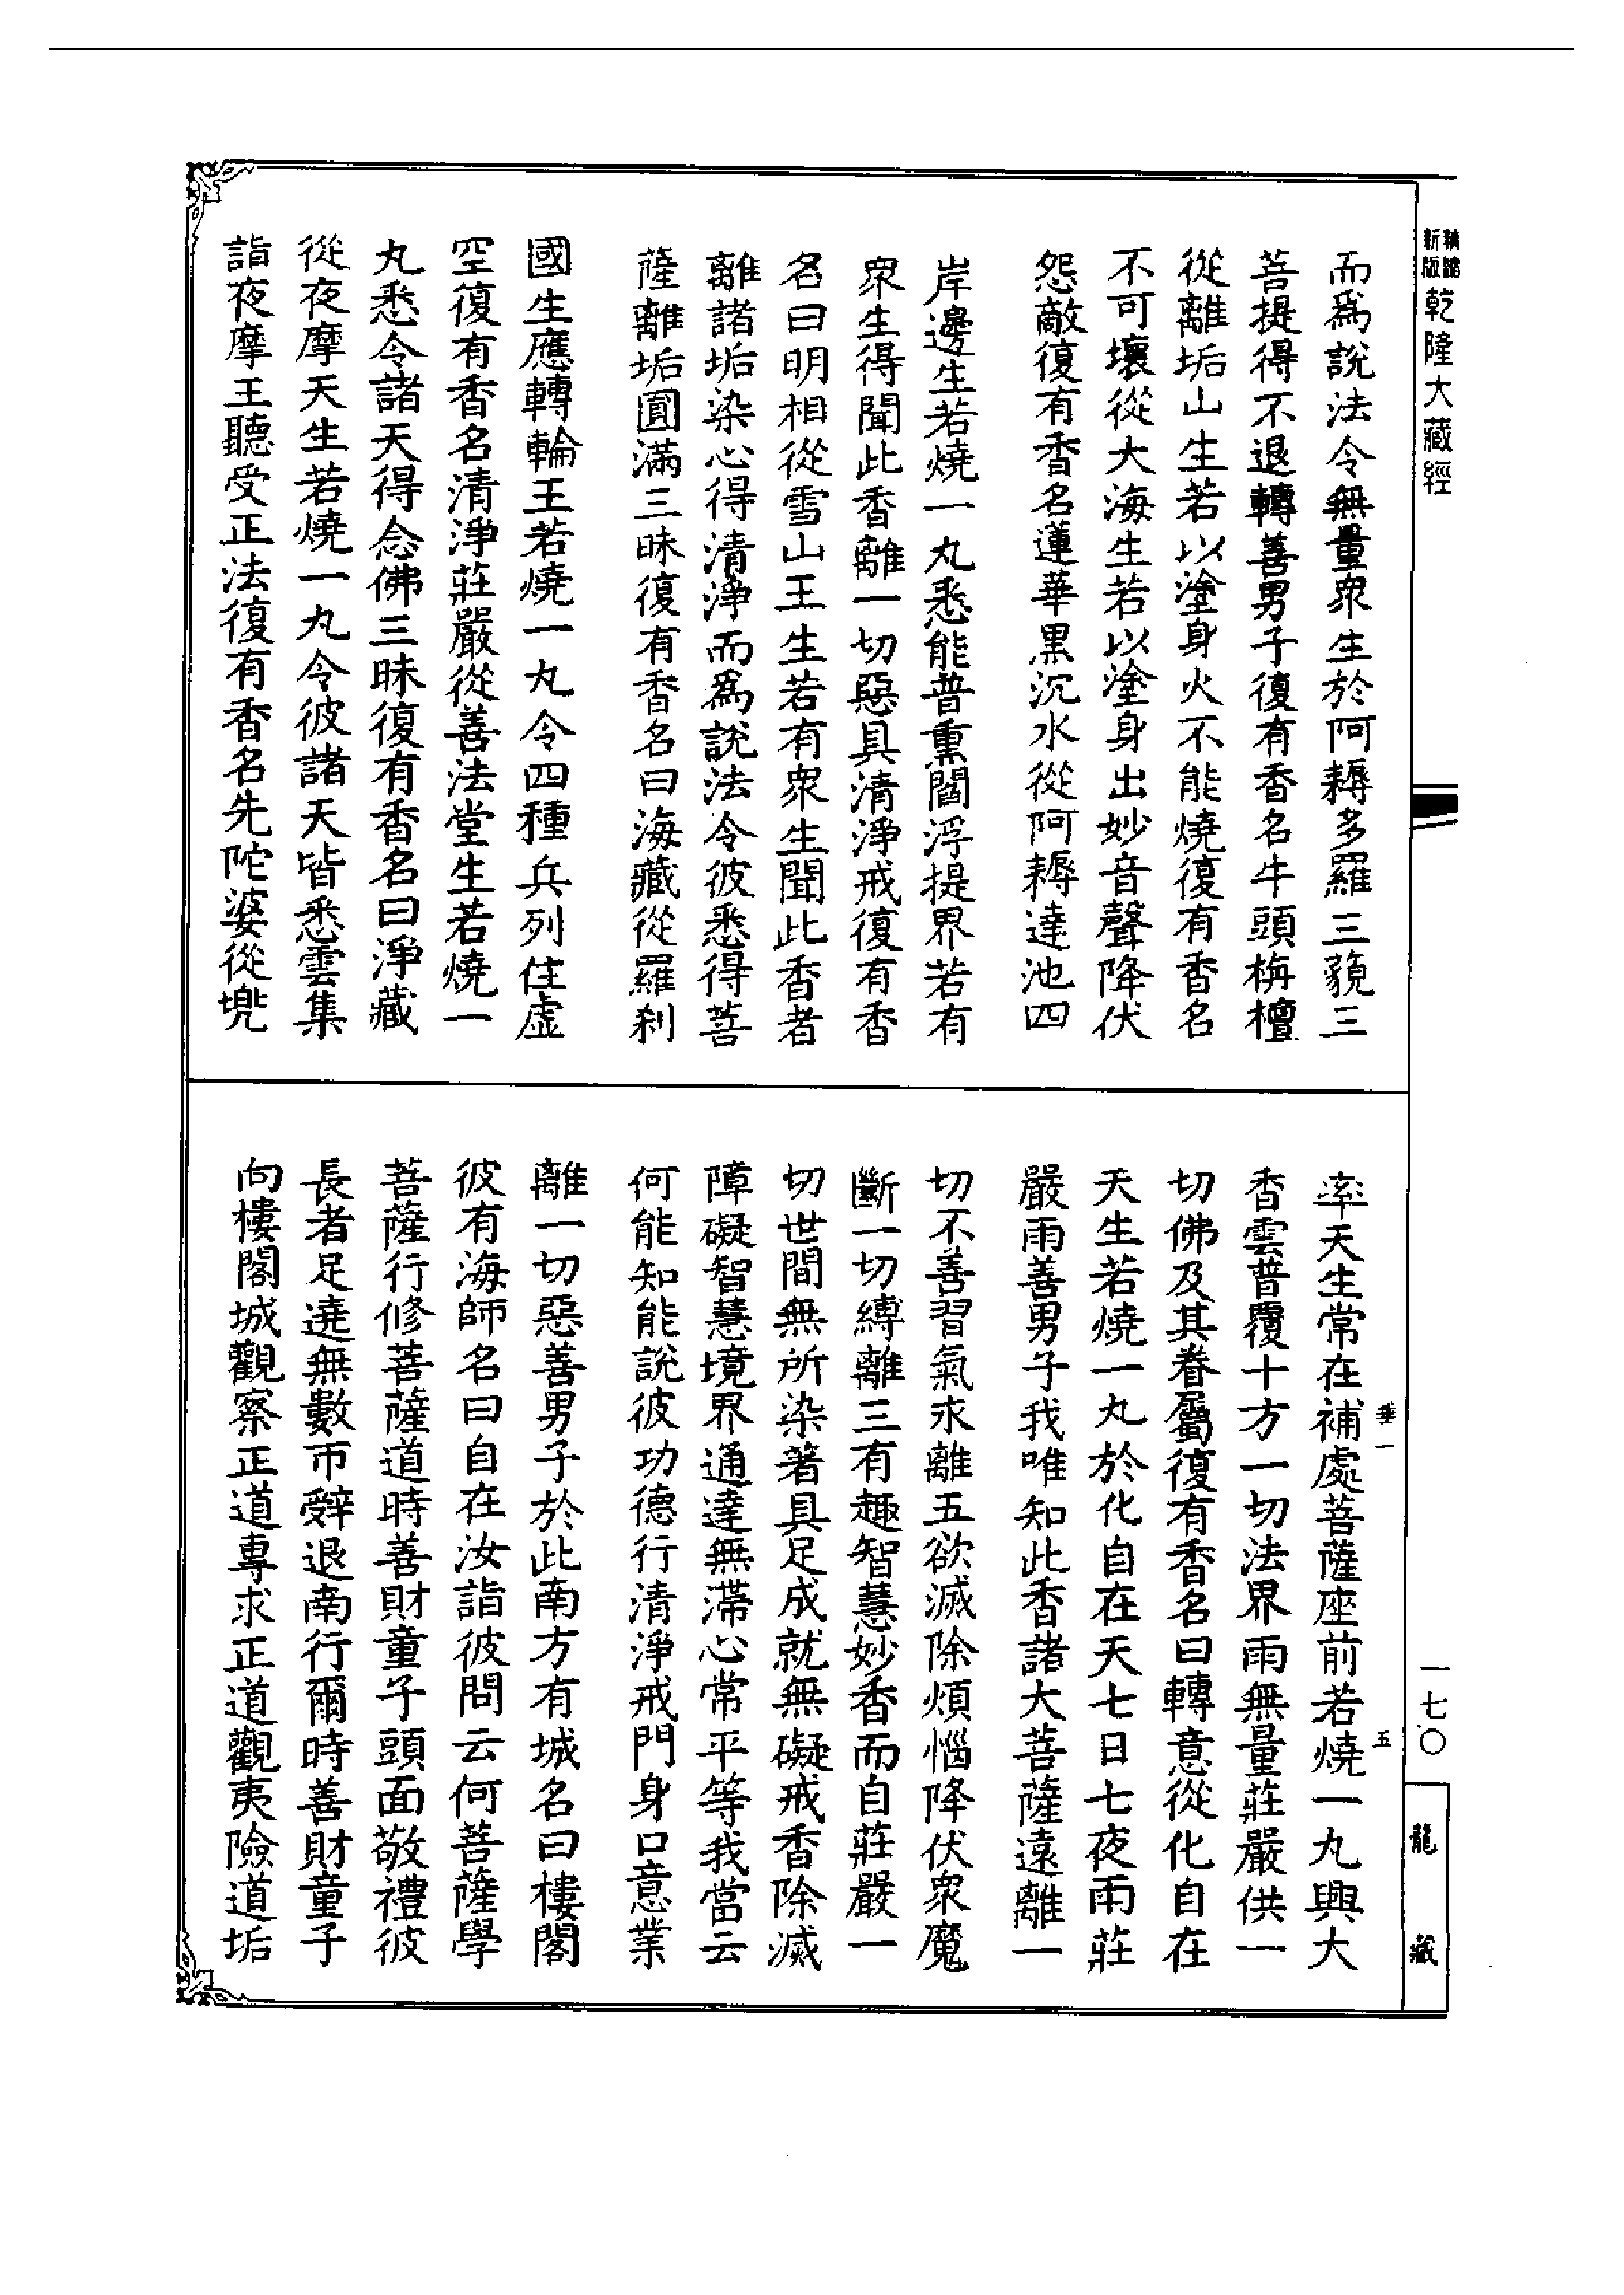 新版
乾隆大藏經
而為說法令無量衆生於阿耨多羅三藐三
菩提得不退轉善男子復有香名牛頭栴檀
從離垢山生若以塗身火不能燒復有香名
不可壞從大海生若以塗身出妙音聲降伏
怨敵復有香名蓮華黑沉水從阿耨達池四
岸邊生若燒一丸悉能普熏閻浮提界若有
衆生得聞此香離一切惡具清淨戒復有香
名曰明相從雪山王生若有衆生聞此香者
離諸垢染心得清淨而為說法令彼悉得菩
薩離垢圓滿三昧復有香名曰海藏從羅刹
國生應轉輪王若燒一丸令四種兵列住虛
空復有香名清淨莊嚴從善法堂生若燒一
丸悉令諸天得念佛三昧復有香名曰淨藏
從夜摩天生若燒一丸令彼諸天皆悉雲集
詣夜摩王聽受正法復有香名先陀婆從兠
率天生常在補處菩薩座前若燒一丸興大
香雲普覆十方一切法界雨無量莊嚴供一
切佛及其眷屬復有香名曰轉意從化自在
天生若燒一丸於化自在天七日七夜雨莊
嚴雨善男子我唯知此香諸大菩薩遠離一
切不善習氣永離五欲滅除煩惱降伏衆魔
斷一切縛離三有趣智慧妙香而自莊嚴一
切世間無所染著具足成就無礙戒香除滅
障礙智慧境界通達無滯心常平等我當云
何能知能說彼功德行清淨戒門身口意業
離一切惡善男子於此南方有城名曰樓閣
彼有海師名曰自在汝詣彼問云何菩薩學
菩薩行修菩薩道時善財童子頭面敬禮彼
長者足遶無數帀辭退南行爾時善財童子
向樓閣城觀察正道專求正道觀夷險道垢
垂一
五
一七〇
龍藏